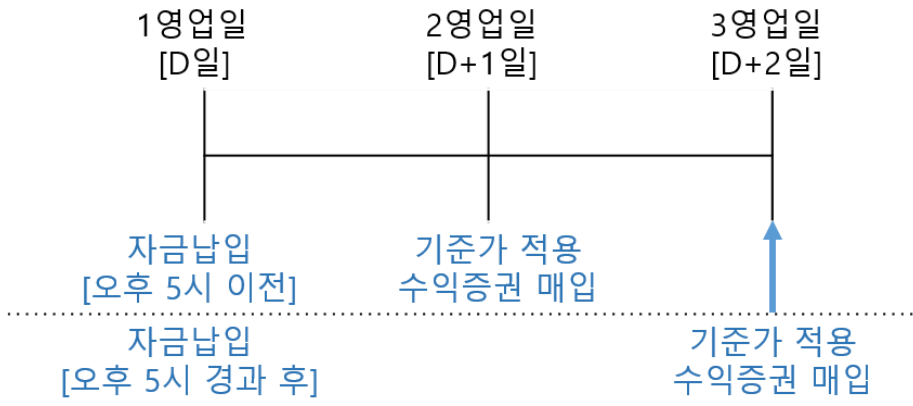 1영업일
[D일]
2영업일
[D+1일]
3영업일
[D+2일]
자금납입
[오후 5시 이전]
기준가 적용
수익증권 매입
자금납입
[오후 5시 경과 후]
기준가 적용
수익증권 매입